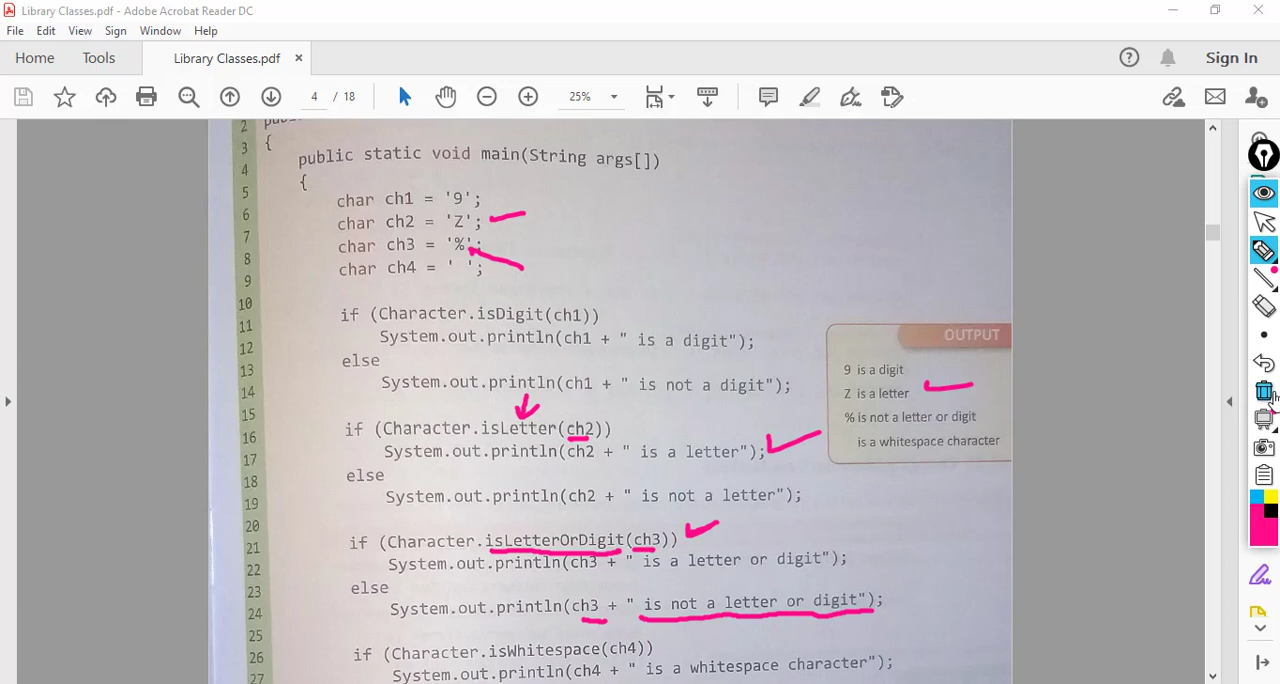 Library Classes.pdf - Adobe Acrobat Reader DC
File Edit View Sign Window Help
Home Tools Library Classes.pdf × Sign In
4 / 18 25%
2
3 {
4 public static void main(String args[])
5 {
6 char ch1 = '9';
7 char ch2 = 'Z';
8 char ch3 = '%';
9 char ch4 = ' ';
10
11 if (Character.isDigit(ch1))
12 System.out.println(ch1 + " is a digit");
13 else
14 System.out.println(ch1 + " is not a digit");
15
16 if (Character.isLetter(ch2))
17 System.out.println(ch2 + " is a letter");
18 else
19 System.out.println(ch2 + " is not a letter");
20
21 if (Character.isLetterOrDigit(ch3))
22 System.out.println(ch3 + " is a letter or digit");
23 else
24 System.out.println(ch3 + " is not a letter or digit");
25
26 if (Character.isWhitespace(ch4))
27 System.out.println(ch4 + " is a whitespace character");
OUTPUT
9 is a digit
Z is a letter
% is not a letter or digit
is a whitespace character